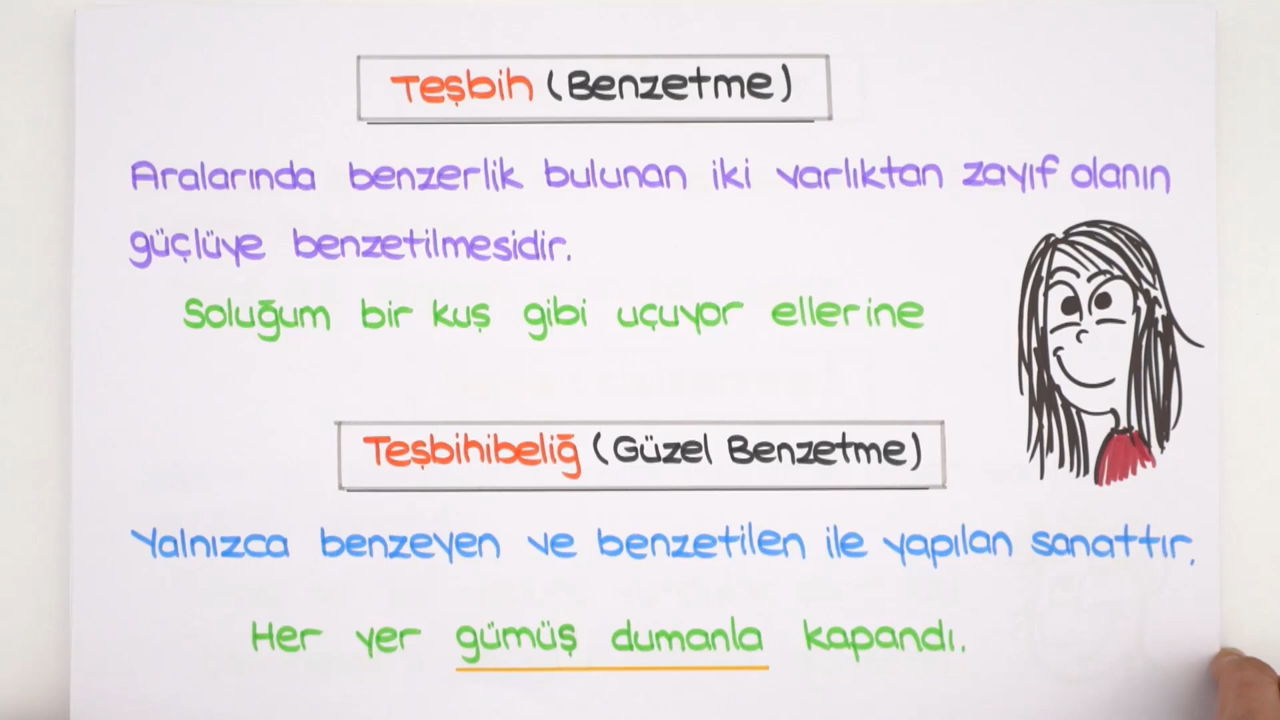 Teşbih (Benzetme)
Aralarında benzerlik bulunan iki varlıktan zayıf olanın
güçlüye benzetilmesidir.
Soluğum bir kuş gibi uçuyor ellerine
Teşbihibeliğ (Güzel Benzetme)
Yalnızca benzeyen ve benzetilen ile yapılan sanattır.
Her yer gümüş dumanla kapandı.